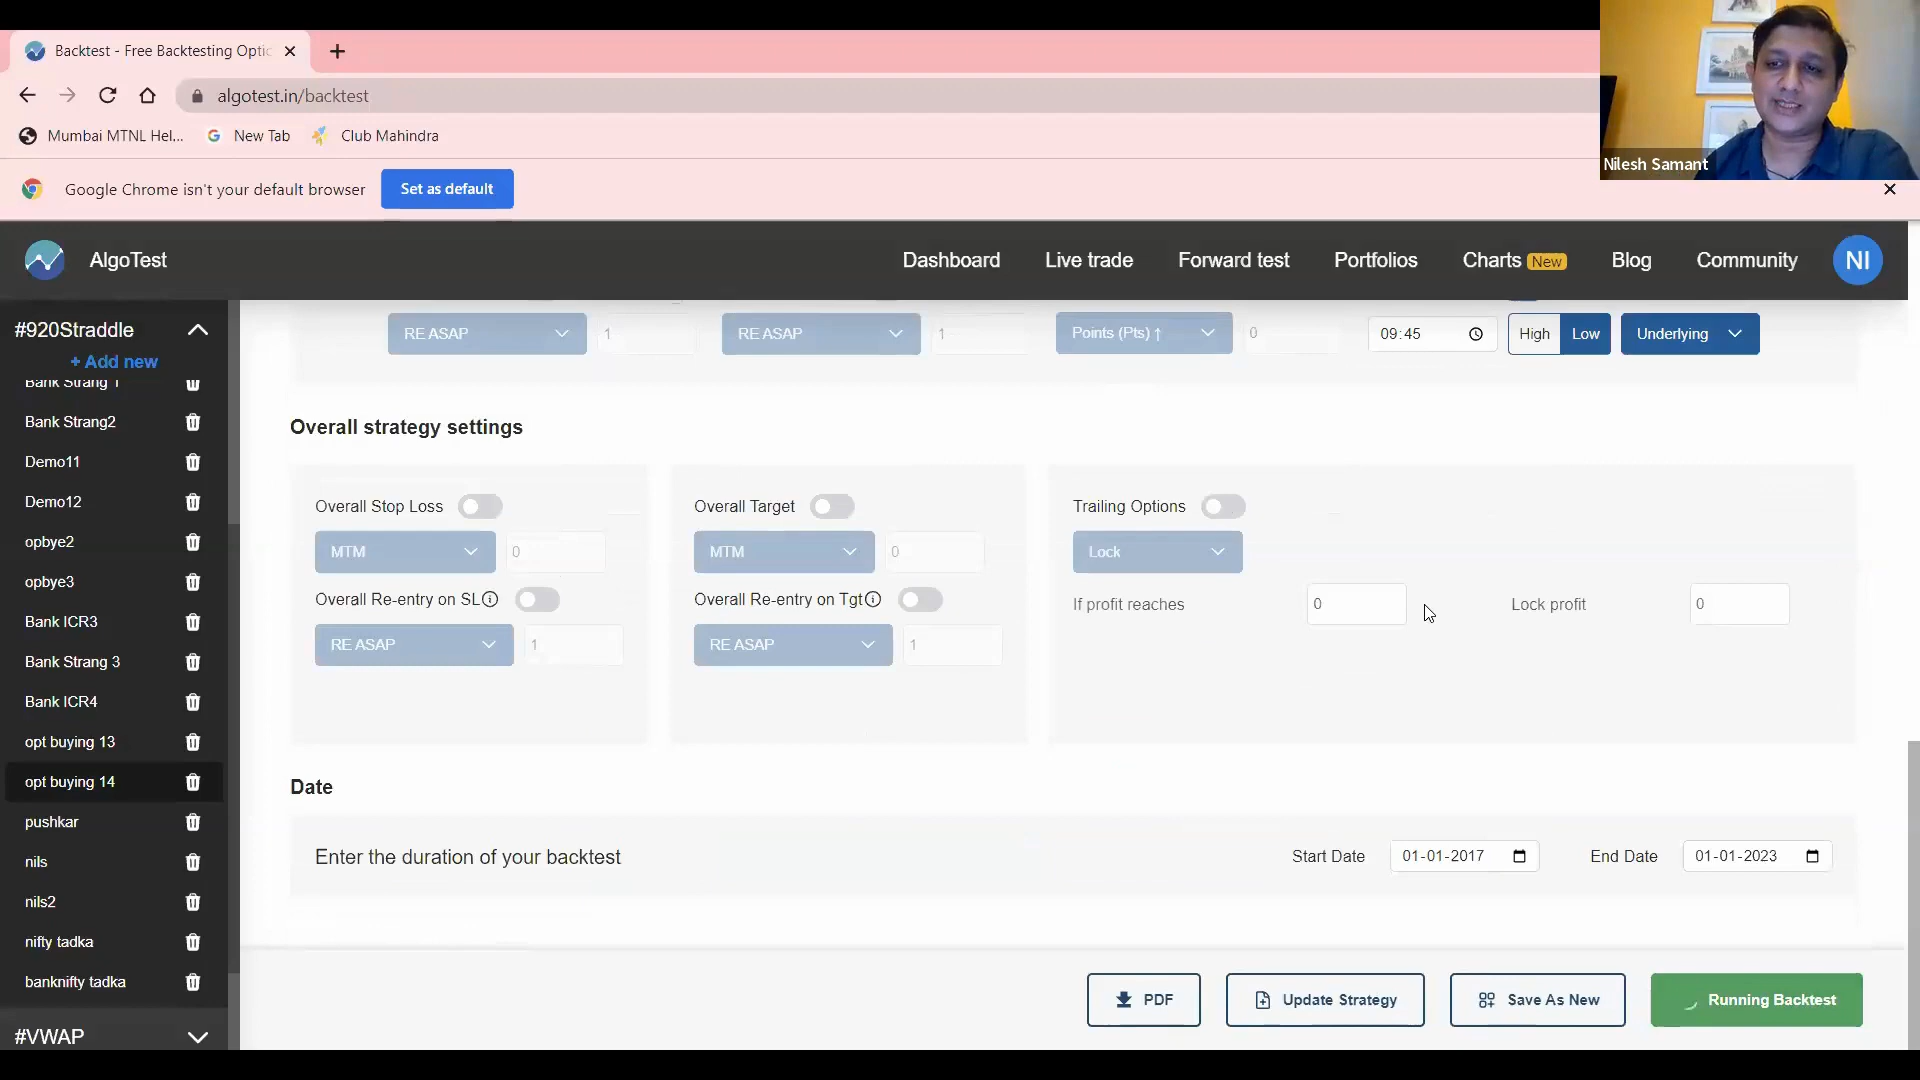 Backtest - Free Backtesting Optic
algotest.in/backtest
Mumbai MTNL Hel... New Tab Club Mahindra
Nilesh Samant
Google Chrome isn't your default browser Set as default
AlgoTest Dashboard Live trade Forward test Portfolios Charts New Blog Community NI
#920Straddle
+ Add new
RE ASAP 1 RE ASAP 1 Points (Pts) ↑ 0 09:45 High Low Underlying
Bank Strang 1
Bank Strang2
Demo11
Demo12
opbye2
opbye3
Bank ICR3
Bank Strang 3
Bank ICR4
opt buying 13
opt buying 14
pushkar
nils
nils2
nifty tadka
banknifty tadka
#VWAP
Overall strategy settings
Overall Stop Loss
MTM 0
Overall Re-entry on SL
RE ASAP 1
Overall Target
MTM 0
Overall Re-entry on Tgt
RE ASAP 1
Trailing Options
Lock
If profit reaches 0 Lock profit 0
Date
Enter the duration of your backtest Start Date 01-01-2017 End Date 01-01-2023
PDF Update Strategy Save As New Running Backtest